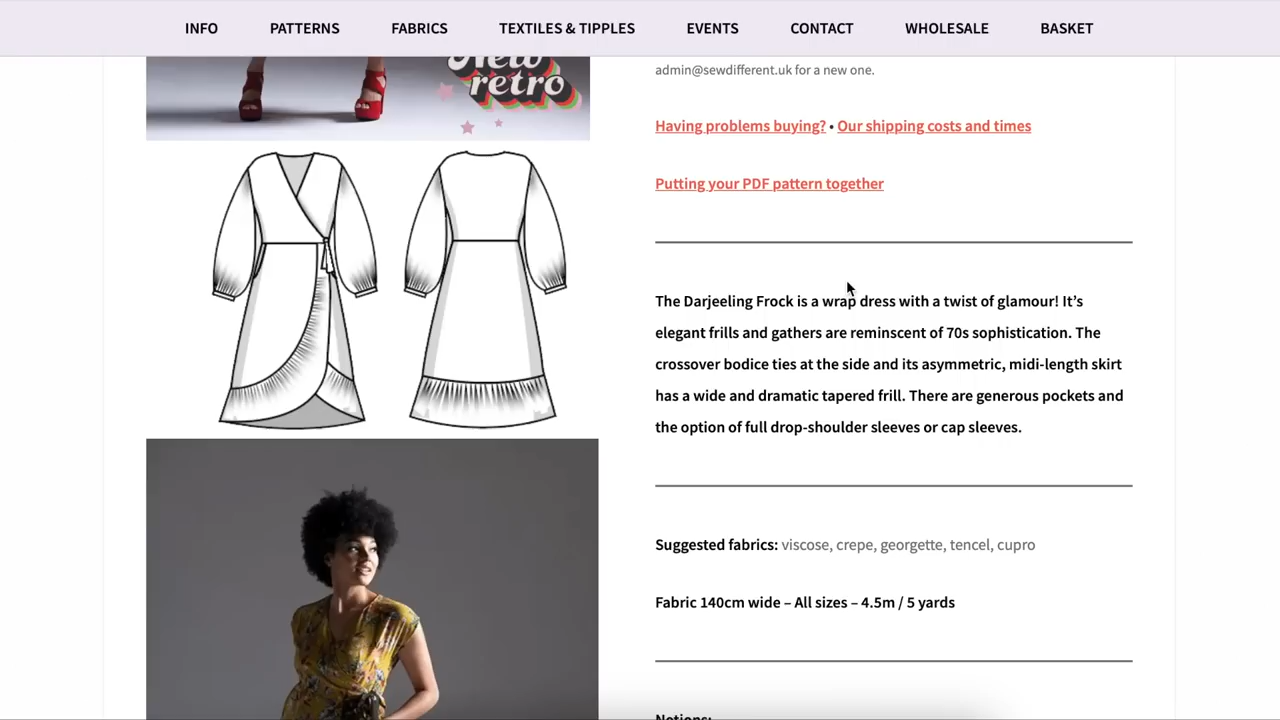 INFO
PATTERNS
FABRICS
TEXTILES & TIPPLES
EVENTS
CONTACT
WHOLESALE
BASKET
New
retro
admin@sewdifferent.uk for a new one.
Having problems buying? • Our shipping costs and times
Putting your PDF pattern together
The Darjeeling Frock is a wrap dress with a twist of glamour! It’s
elegant frills and gathers are reminscent of 70s sophistication. The
crossover bodice ties at the side and its asymmetric, midi-length skirt
has a wide and dramatic tapered frill. There are generous pockets and
the option of full drop-shoulder sleeves or cap sleeves.
Suggested fabrics: viscose, crepe, georgette, tencel, cupro
Fabric 140cm wide – All sizes – 4.5m / 5 yards
Notions: